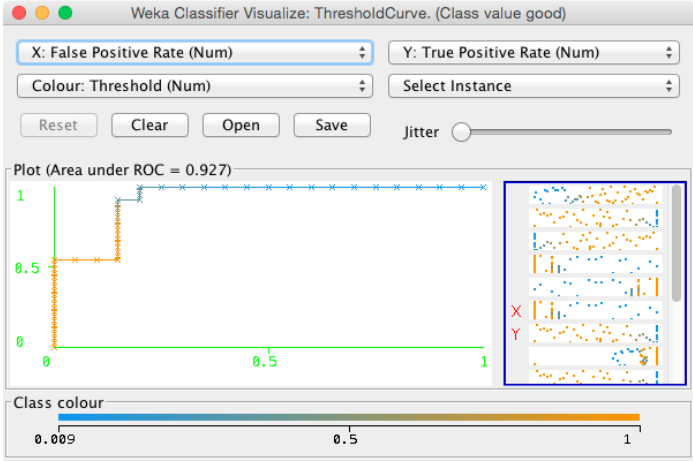 Weka Classifier Visualize: ThresholdCurve. (Class value good)
X: False Positive Rate (Num) Y: True Positive Rate (Num)
Colour: Threshold (Num) Select Instance
Reset Clear Open Save Jitter
Plot (Area under ROC = 0.927)
1
0.5
0
0 0.5 1
X
Y
Class colour
0.009 0.5 1